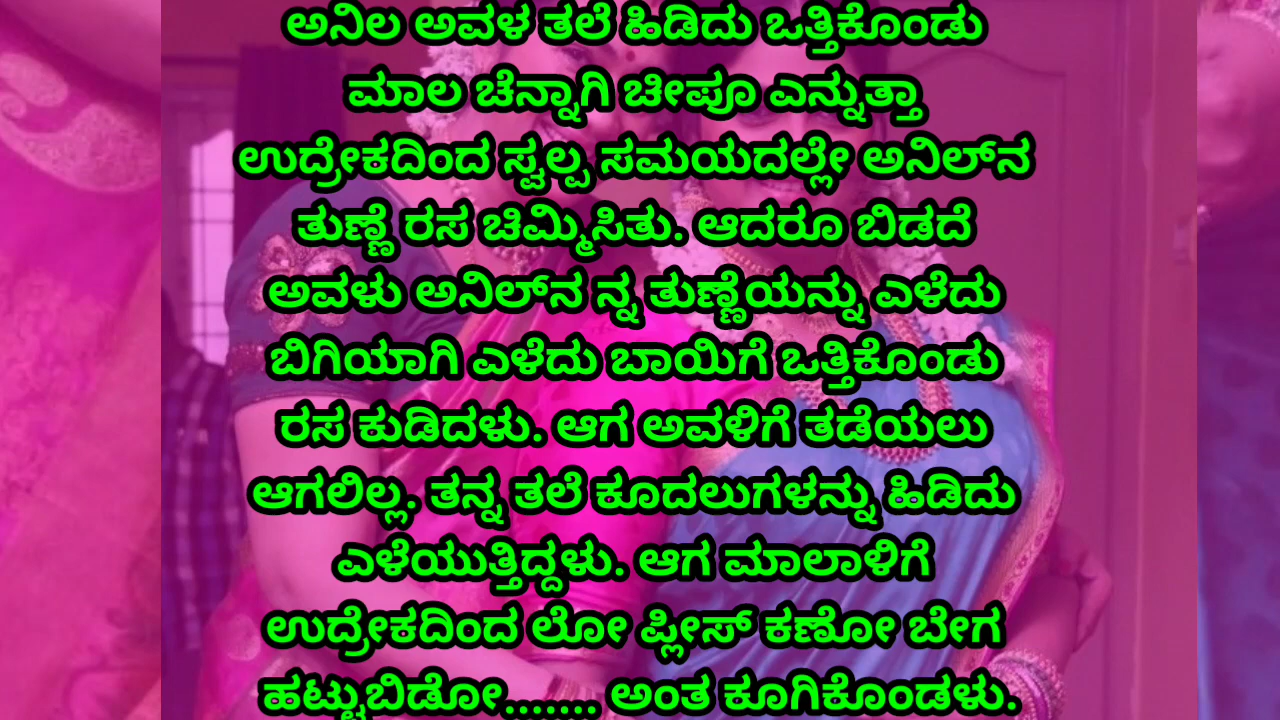 ಅನಿಲ ಅವಳ ತಲೆ ಹಿಡಿದು ಒತ್ತಿಕೊಂಡು
ಮಾಲ ಚೆನ್ನಾಗಿ ಚೀಪೂ ಎನ್ನುತ್ತಾ
ಉದ್ರೇಕದಿಂದ ಸ್ವಲ್ಪ ಸಮಯದಲ್ಲೇ ಅನಿಲ್‌ನ
ತುಣ್ಣೆ ರಸ ಚಿಮ್ಮಿಸಿತು. ಆದರೂ ಬಿಡದೆ
ಅವಳು ಅನಿಲ್‌ನ ನ್ನ ತುಣ್ಣೆಯನ್ನು ಎಳೆದು
ಬಿಗಿಯಾಗಿ ಎಳೆದು ಬಾಯಿಗೆ ಒತ್ತಿಕೊಂಡು
ರಸ ಕುಡಿದಳು. ಆಗ ಅವಳಿಗೆ ತಡೆಯಲು
ಆಗಲಿಲ್ಲ. ತನ್ನ ತಲೆ ಕೂದಲುಗಳನ್ನು ಹಿಡಿದು
ಎಳೆಯುತ್ತಿದ್ದಳು. ಆಗ ಮಾಲಾಳಿಗೆ
ಉದ್ರೇಕದಿಂದ ಲೋ ಪ್ಲೀಸ್ ಕಣೋ ಬೇಗ
ಹಟ್ಟುಬಿಡೋ....... ಅಂತ ಕೂಗಿಕೊಂಡಳು.